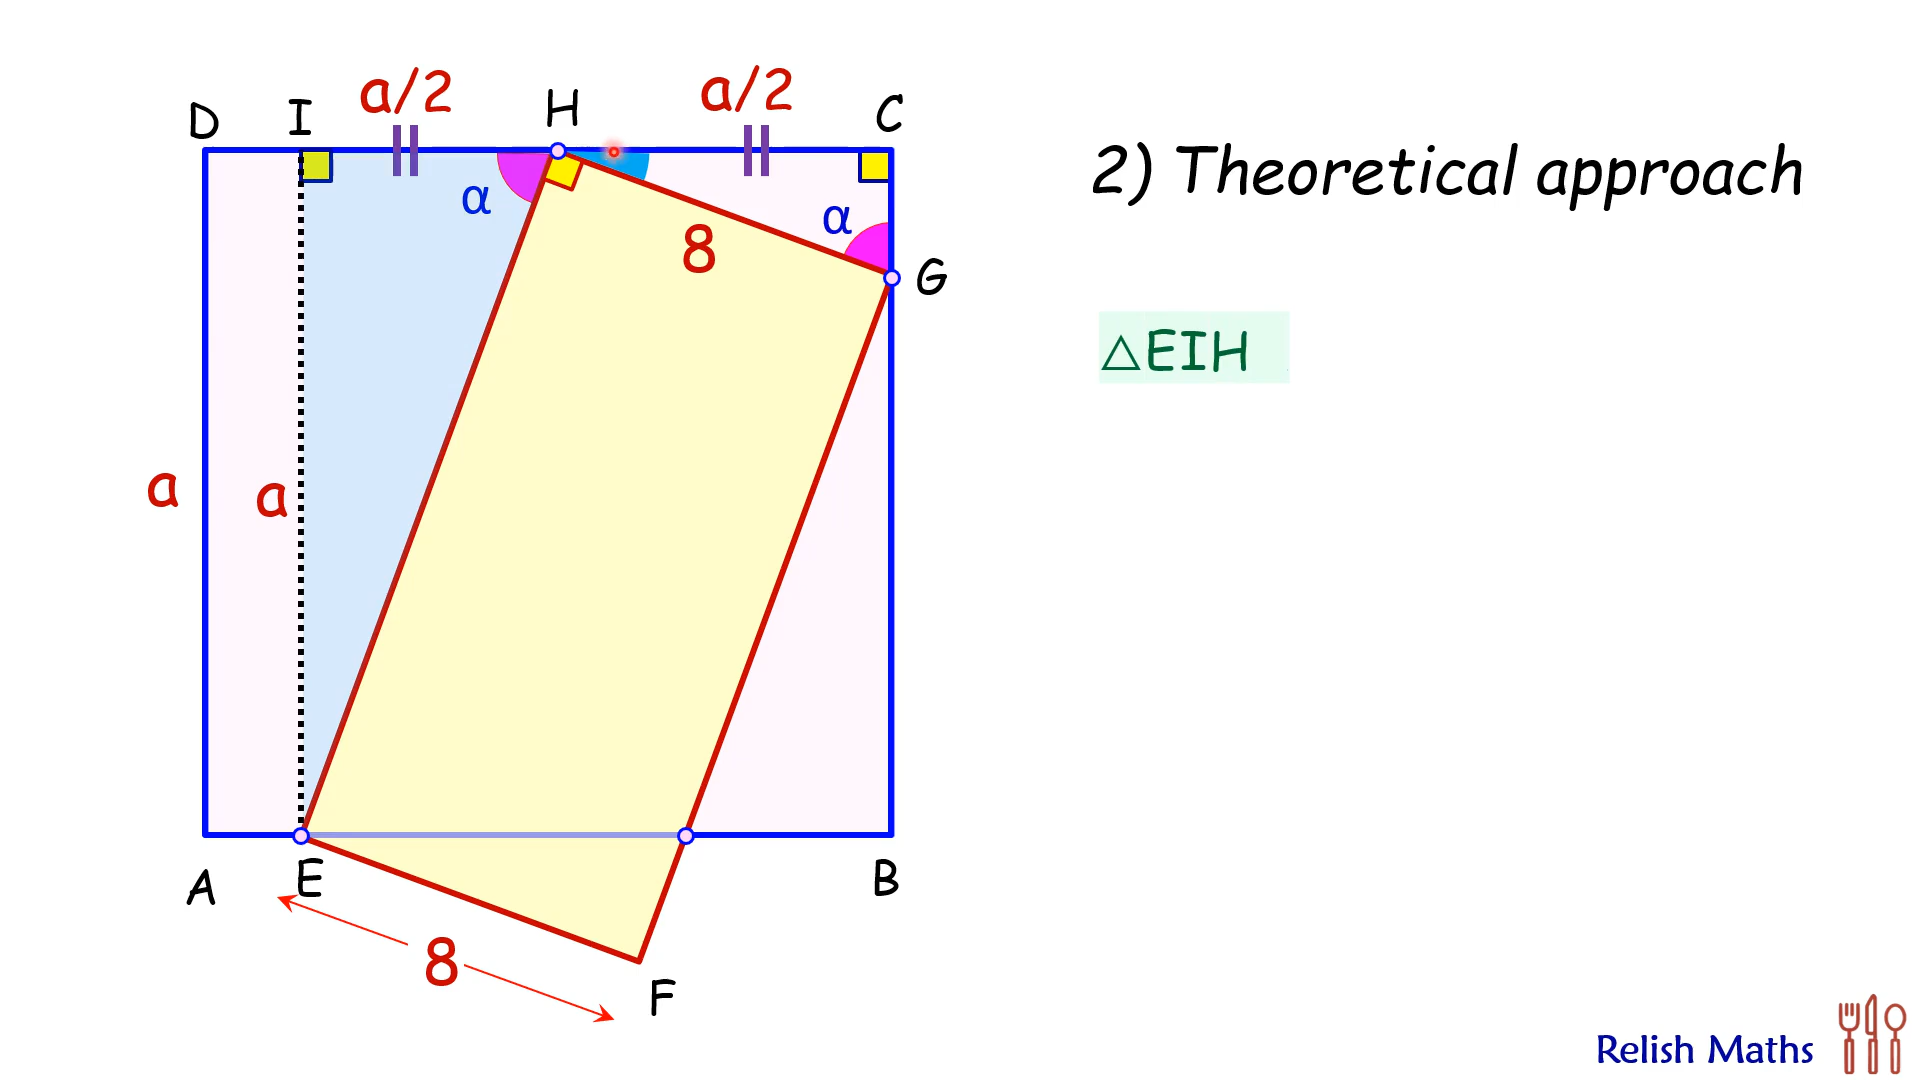 a/2
a/2
D
I
H
C
α
α
8
G
2) Theoretical approach
△EIH
a
a
A
E
B
8
F
Relish Maths